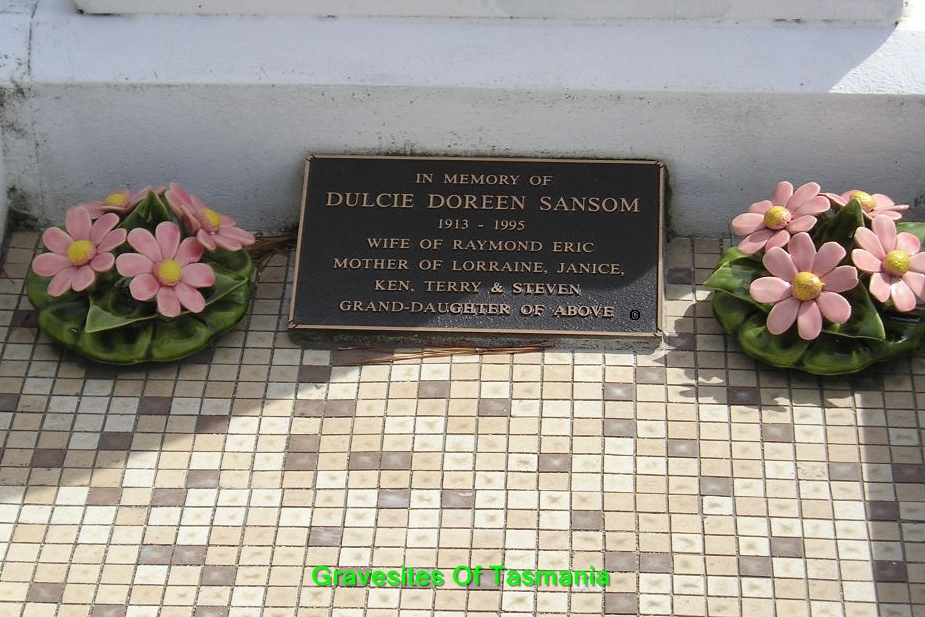 IN MEMORY OF
DULCIE DOREEN SANSOM
1913 - 1995
WIFE OF RAYMOND ERIC
MOTHER OF LORRAINE, JANICE,
KEN, TERRY & STEVEN
GRAND-DAUGHTER OF ABOVE
Gravesites Of Tasmania